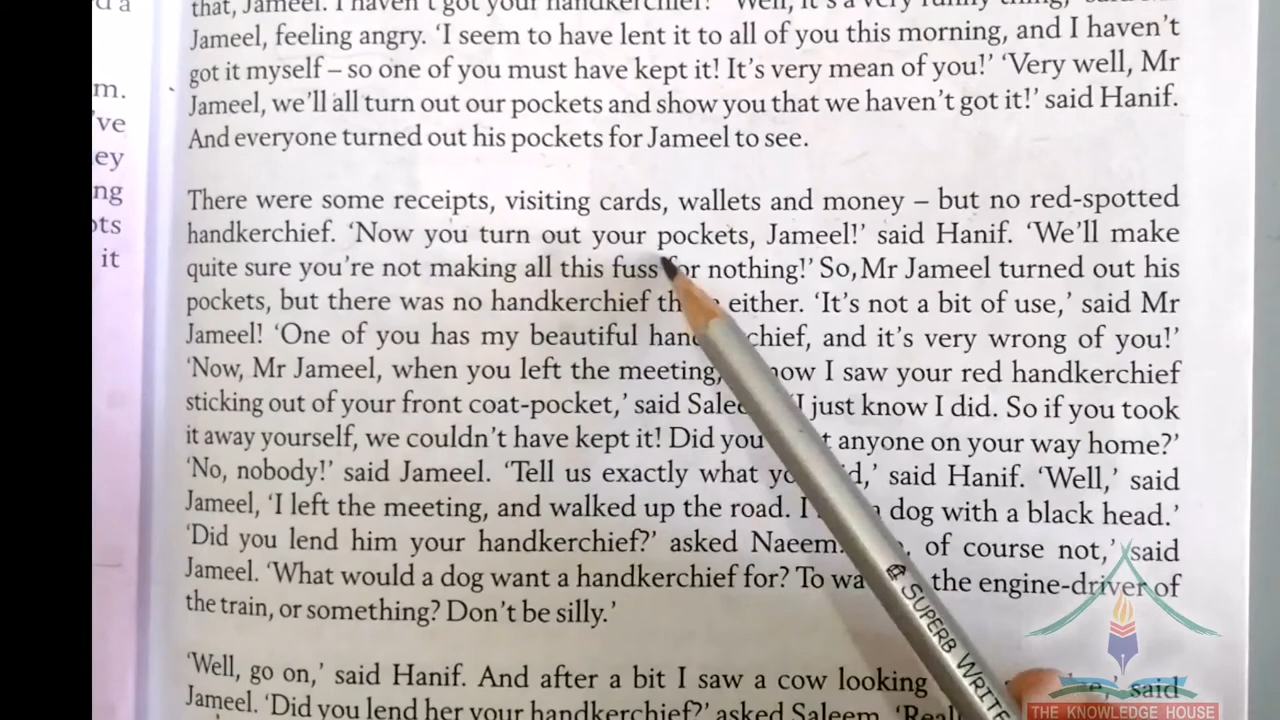 d a
m.
've
ey
ng
ots
it
that, Jameel. I haven't got your handkerchief!' 'Well, it's a very funny thing,' said Mr
Jameel, feeling angry. 'I seem to have lent it to all of you this morning, and I haven't
got it myself – so one of you must have kept it! It's very mean of you!' 'Very well, Mr
Jameel, we'll all turn out our pockets and show you that we haven't got it!' said Hanif.
And everyone turned out his pockets for Jameel to see.
There were some receipts, visiting cards, wallets and money – but no red-spotted
handkerchief. 'Now you turn out your pockets, Jameel!' said Hanif. 'We'll make
quite sure you're not making all this fuss for nothing!' So, Mr Jameel turned out his
pockets, but there was no handkerchief either. 'It's not a bit of use,' said Mr
Jameel! 'One of you has my beautiful handkerchief, and it's very wrong of you!'
'Now, Mr Jameel, when you left the meeting, I saw your red handkerchief
sticking out of your front coat-pocket,' said Saleem. 'I just know I did. So if you took
it away yourself, we couldn't have kept it! Did you anyone on your way home?'
'No, nobody!' said Jameel. 'Tell us exactly what you did,' said Hanif. 'Well,' said
Jameel, 'I left the meeting, and walked up the road. I dog with a black head.'
'Did you lend him your handkerchief?' asked Naeem. of course not,' said
Jameel. 'What would a dog want a handkerchief for? To the engine-driver of
the train, or something? Don't be silly.'
'Well, go on,' said Hanif. And after a bit I saw a cow looking said
Jameel. 'Did you lend her your handkerchief?' asked Saleem.
SUPERB WRITE
THE KNOWLEDGE HOUSE